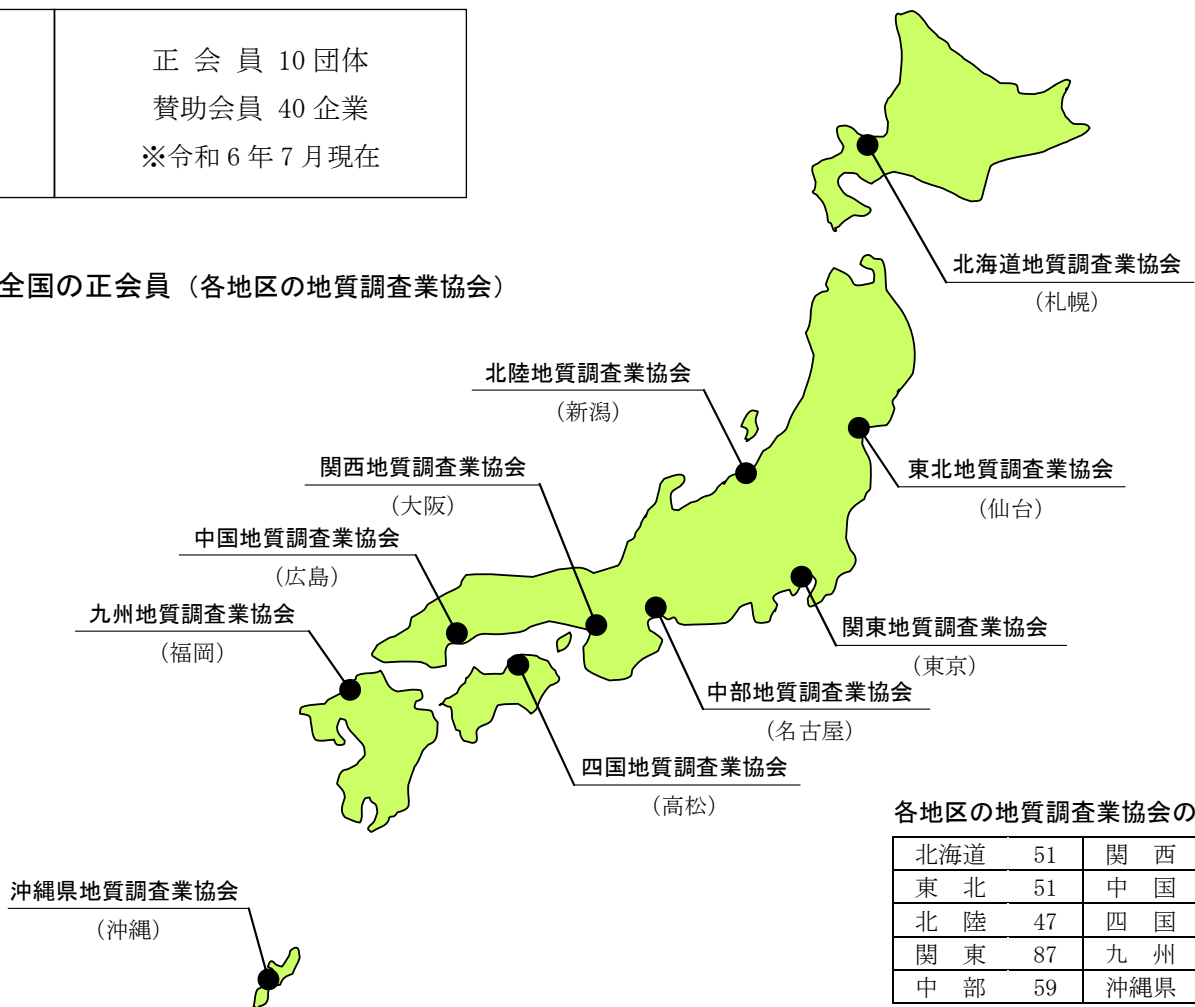 正 会 員 10 団体
賛助会員 40 企業
※令和 6 年 7 月現在
全国の正会員（各地区の地質調査業協会）
北海道地質調査業協会
（札幌）
北陸地質調査業協会
（新潟）
関西地質調査業協会
（大阪）
東北地質調査業協会
（仙台）
中国地質調査業協会
（広島）
九州地質調査業協会
（福岡）
関東地質調査業協会
（東京）
中部地質調査業協会
（名古屋）
四国地質調査業協会
（高松）
沖縄県地質調査業協会
（沖縄）
各地区の地質調査業協会の
北海道 51 関 西
東 北 51 中 国
北 陸 47 四 国
関 東 87 九 州
中 部 59 沖縄県